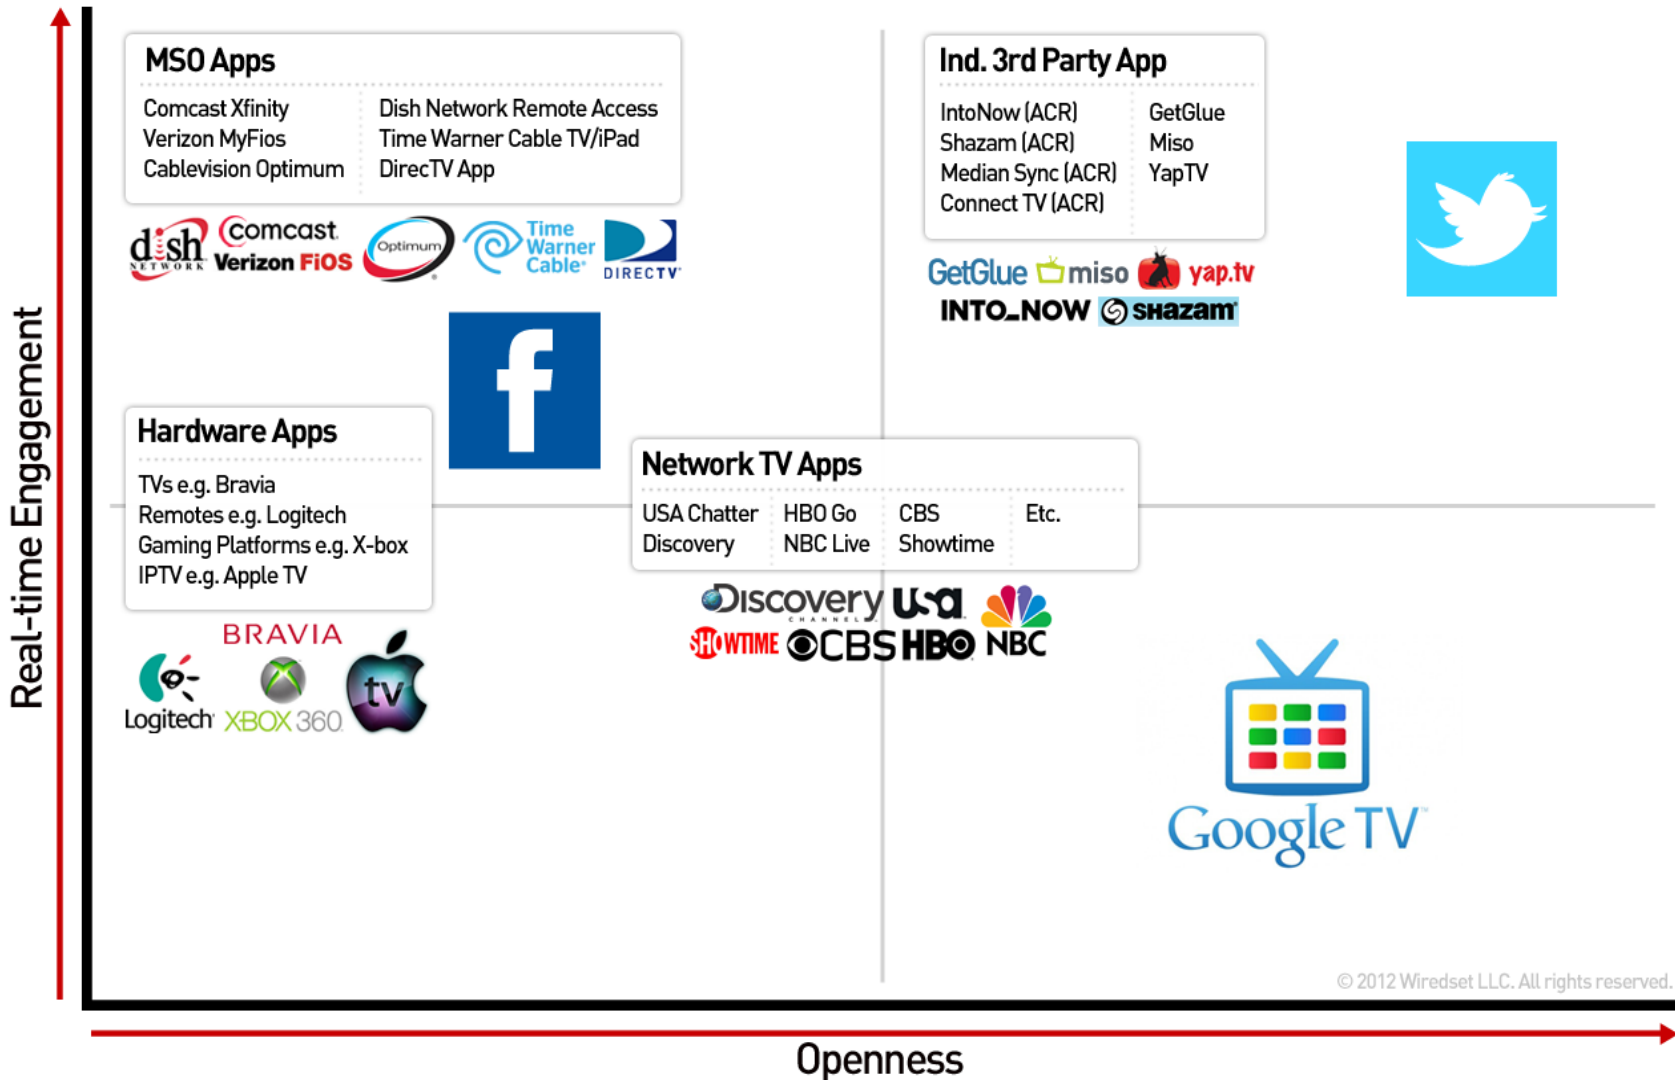 MSO Apps
Comcast Xfinity
Verizon MyFios
Cablevision Optimum
Dish Network Remote Access
Time Warner Cable TV/iPad
DirecTV App
dish
NETWORK
Comcast.
Verizon FiOS
Optimum
Time
Warner
Cable
DIRECTV
Ind. 3rd Party App
IntoNow (ACR)
Shazam (ACR)
Median Sync (ACR)
Connect TV (ACR)
GetGlue
Miso
YapTV
GetGlue
miso
yap.tv
INTO_NOW
SHAZAM
f
Hardware Apps
TVs e.g. Bravia
Remotes e.g. Logitech
Gaming Platforms e.g. X-box
IPTV e.g. Apple TV
BRAVIA
Logitech
XBOX 360
tv
Network TV Apps
USA Chatter
Discovery
HBO Go
NBC Live
CBS
Showtime
Etc.
Discovery
CHANNEL
usa
SHOWTIME
CBS
HBO
NBC
Google TV™
Real-time Engagement
© 2012 Wiredset LLC. All rights reserved.
Openness